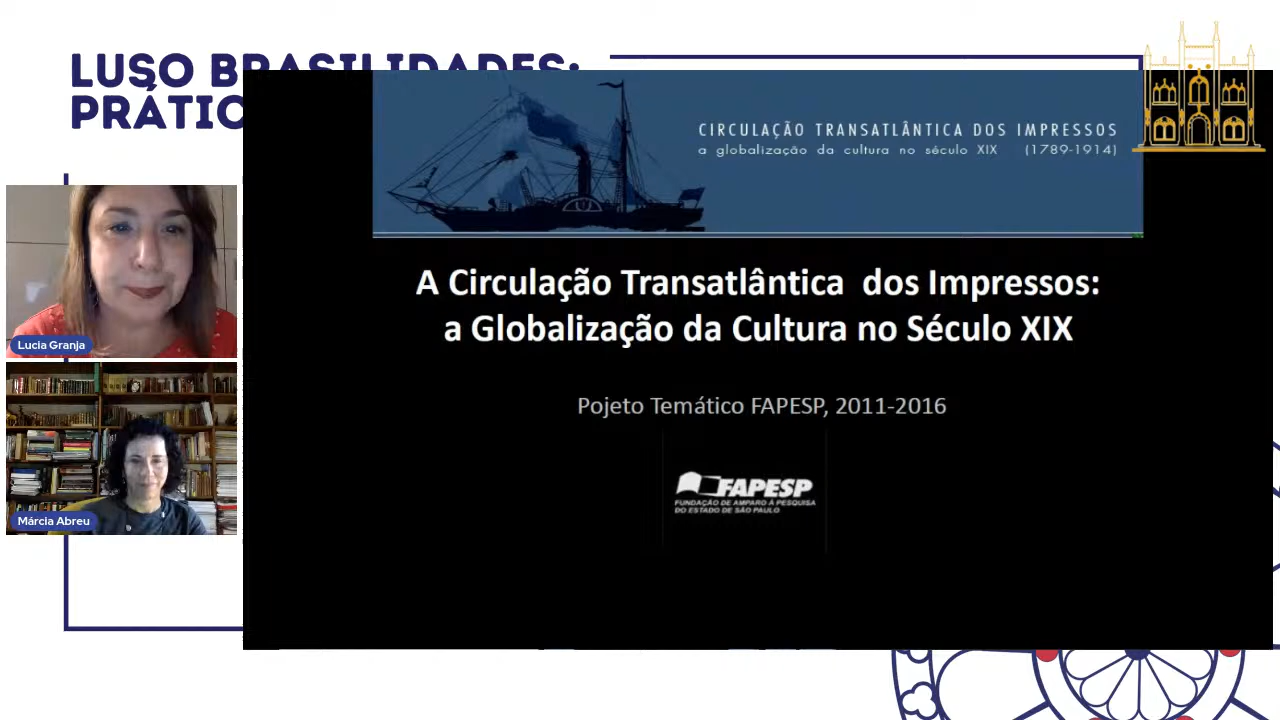 LUSO BRASILIDADES:
PRÁTIC
CIRCULAÇÃO TRANSATLÂNTICA DOS IMPRESSOS
a globalização da cultura no século XIX (1789-1914)
A Circulação Transatlântica dos Impressos:
a Globalização da Cultura no Século XIX
Pojeto Temático FAPESP, 2011-2016
FAPESP
FUNDAÇÃO DE AMPARO À PESQUISA
DO ESTADO DE SÃO PAULO
Lucia Granja
Márcia Abreu